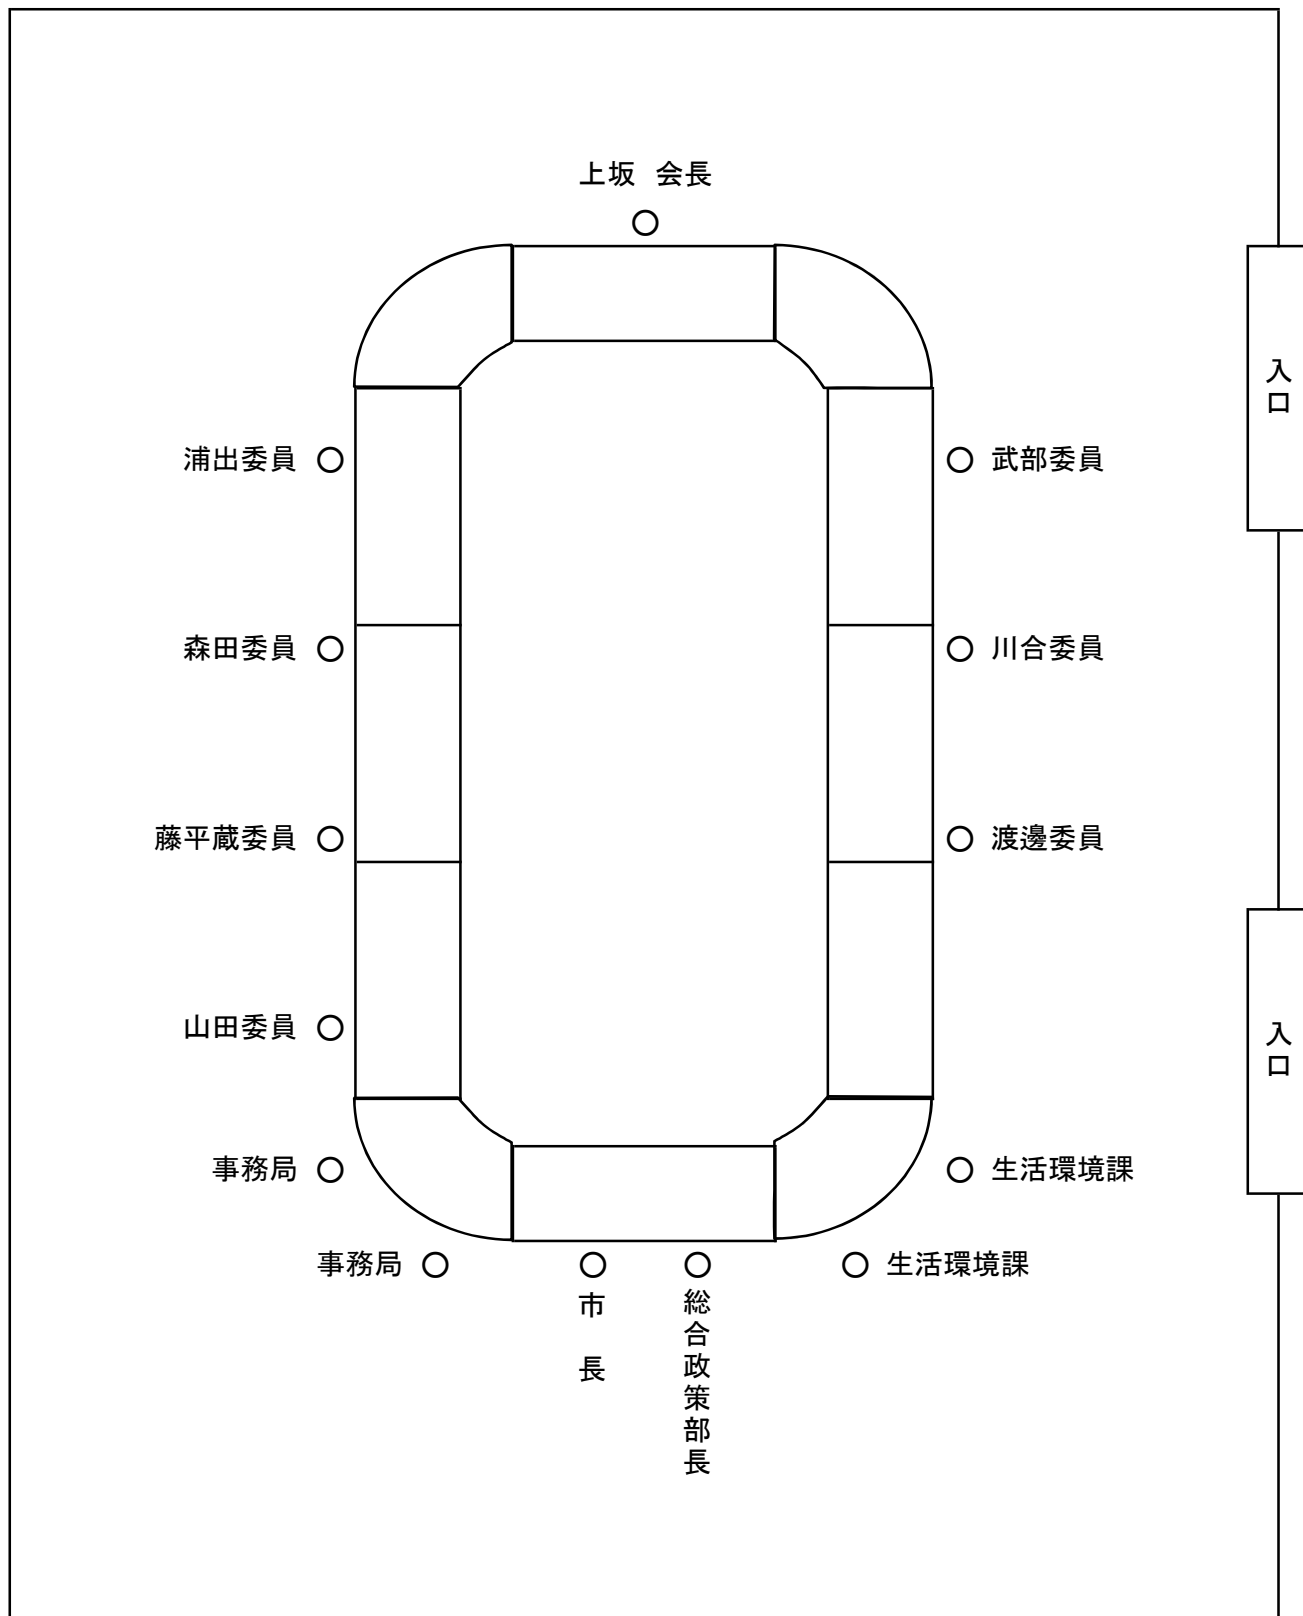 上坂 会長
入口
浦出委員 ○ ○ 武部委員
森田委員 ○ ○ 川合委員
藤平蔵委員 ○ ○ 渡邊委員
山田委員 ○
入口
事務局 ○ ○ 生活環境課
事務局 ○ ○ 生活環境課
市長
総合政策部長